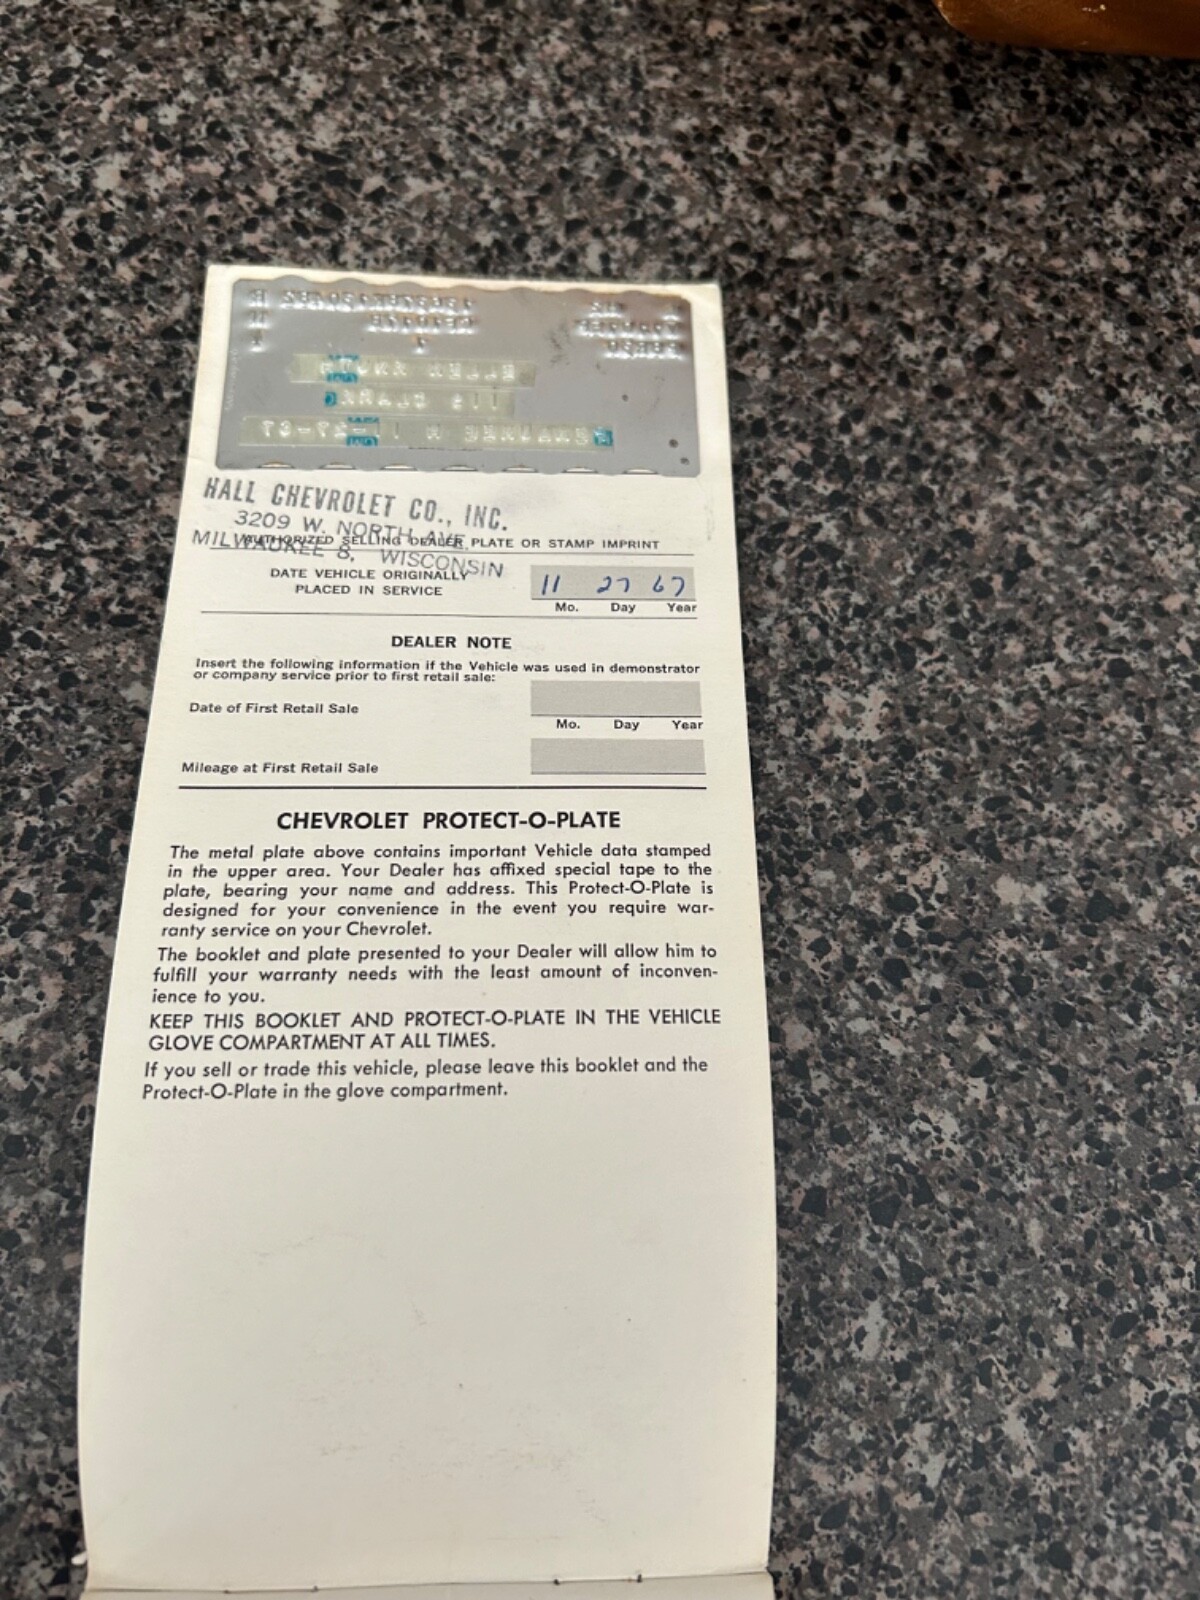 11-27-67
HALL CHEVROLET CO., INC.
3209 W. NORTH AVE.
AUTHORIZED SELLING DEALER PLATE OR STAMP IMPRINT
MILWAUKEE 8, WISCONSIN
DATE VEHICLE ORIGINALLY
PLACED IN SERVICE
11 27 67
Mo. Day Year
DEALER NOTE
Insert the following information if the Vehicle was used in demonstrator
or company service prior to first retail sale:
Date of First Retail Sale
Mo. Day Year
Mileage at First Retail Sale
CHEVROLET PROTECT-O-PLATE
The metal plate above contains important Vehicle data stamped
in the upper area. Your Dealer has affixed special tape to the
plate, bearing your name and address. This Protect-O-Plate is
designed for your convenience in the event you require war-
ranty service on your Chevrolet.
The booklet and plate presented to your Dealer will allow him to
fulfill your warranty needs with the least amount of inconven-
ience to you.
KEEP THIS BOOKLET AND PROTECT-O-PLATE IN THE VEHICLE
GLOVE COMPARTMENT AT ALL TIMES.
If you sell or trade this vehicle, please leave this booklet and the
Protect-O-Plate in the glove compartment.